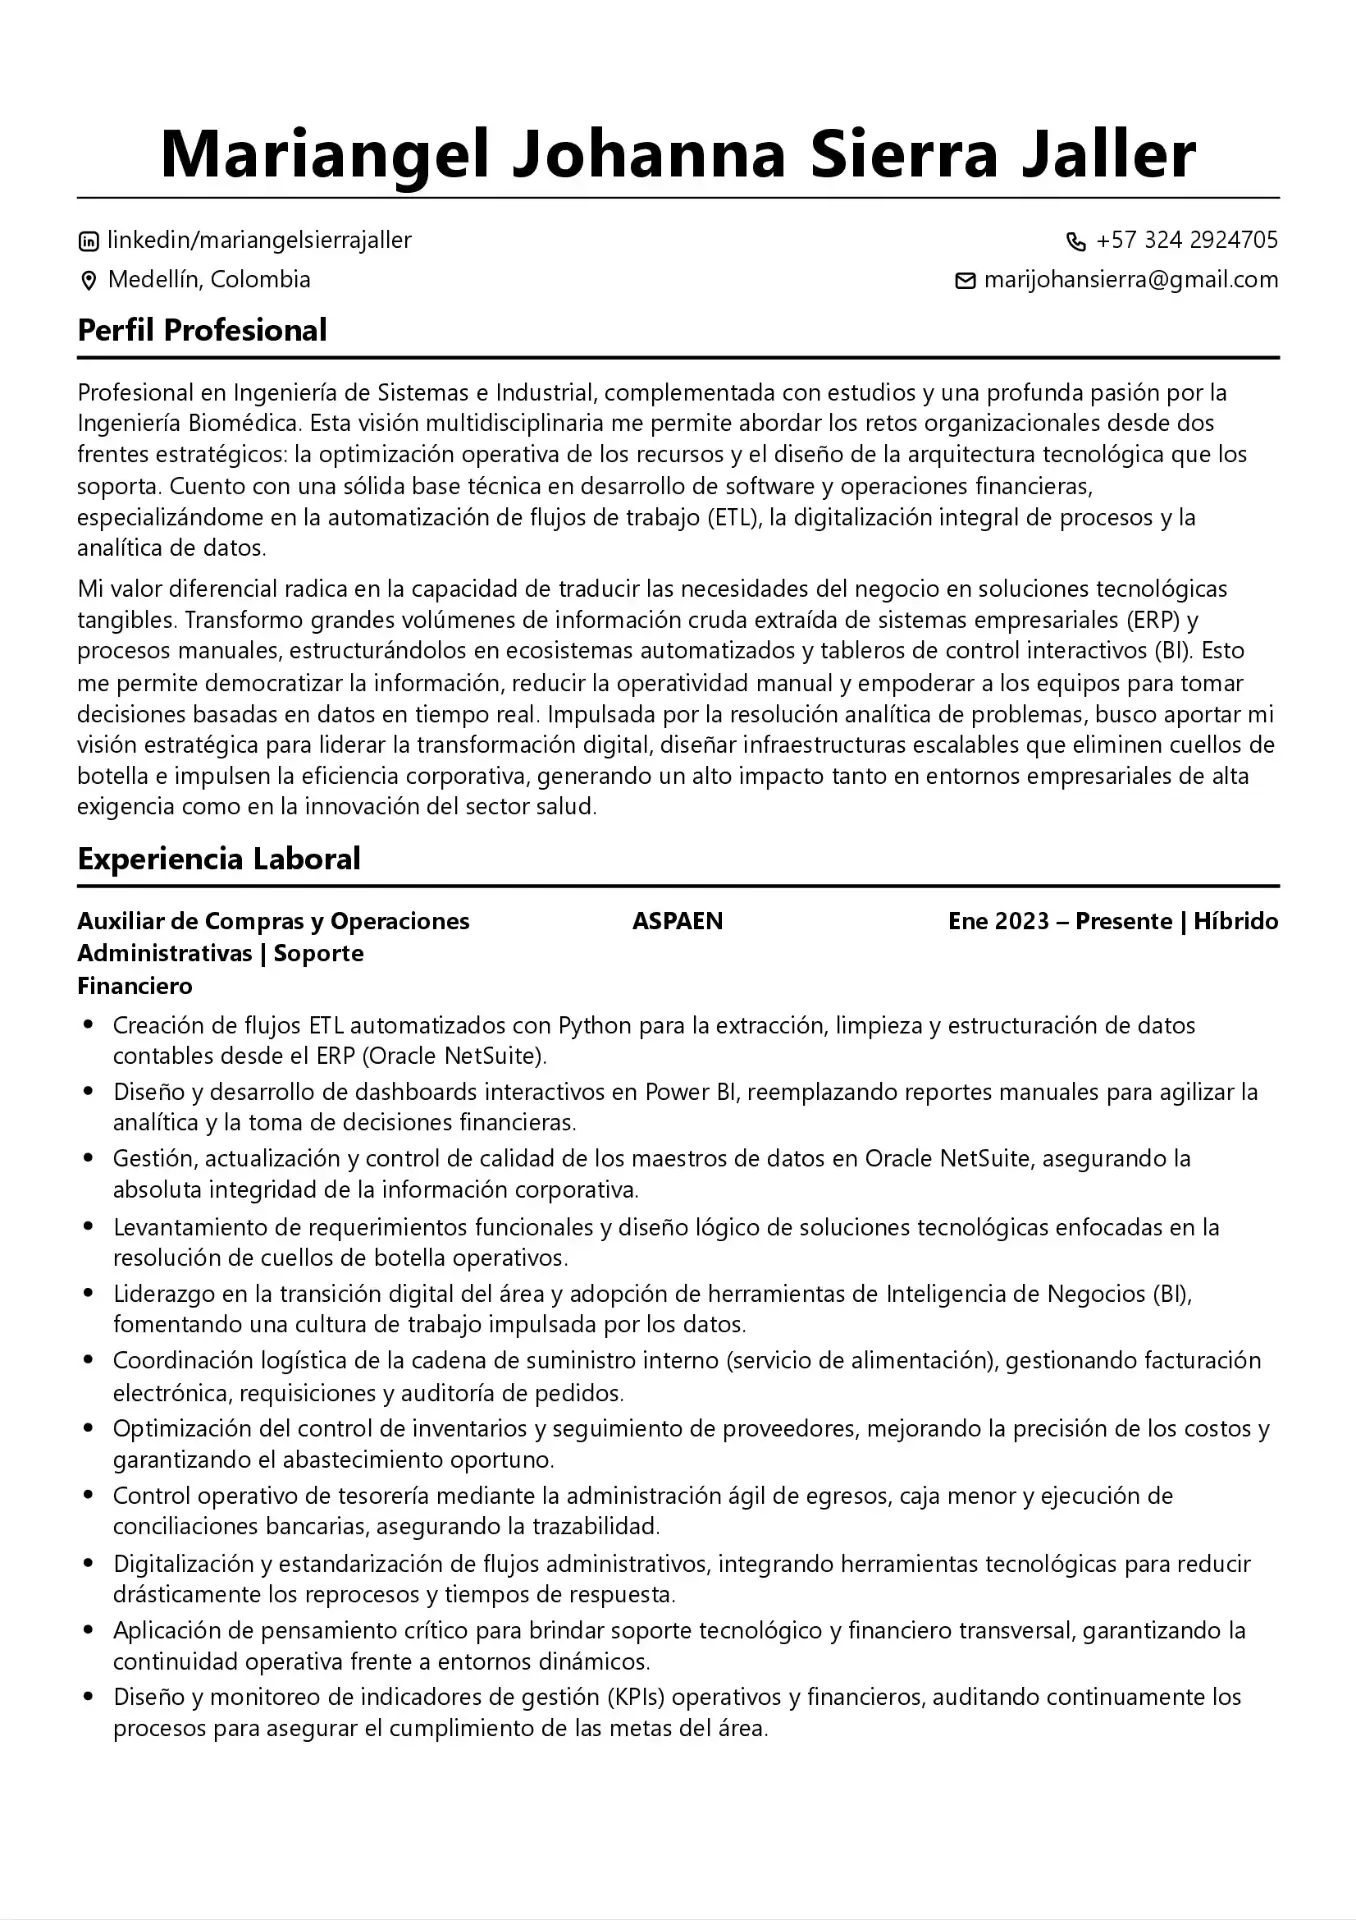 Mariangel Johanna Sierra Jaller
linkedin/mariangelsierrajaller
+57 324 2924705
Medellín, Colombia
marijohansierra@gmail.com
Perfil Profesional
Profesional en Ingeniería de Sistemas e Industrial, complementada con estudios y una profunda pasión por la
Ingeniería Biomédica. Esta visión multidisciplinaria me permite abordar los retos organizacionales desde dos
frentes estratégicos: la optimización operativa de los recursos y el diseño de la arquitectura tecnológica que los
soporta. Cuento con una sólida base técnica en desarrollo de software y operaciones financieras,
especializándome en la automatización de flujos de trabajo (ETL), la digitalización integral de procesos y la
analítica de datos.
Mi valor diferencial radica en la capacidad de traducir las necesidades del negocio en soluciones tecnológicas
tangibles. Transformo grandes volúmenes de información cruda extraída de sistemas empresariales (ERP) y
procesos manuales, estructurándolos en ecosistemas automatizados y tableros de control interactivos (BI). Esto
me permite democratizar la información, reducir la operatividad manual y empoderar a los equipos para tomar
decisiones basadas en datos en tiempo real. Impulsada por la resolución analítica de problemas, busco aportar mi
visión estratégica para liderar la transformación digital, diseñar infraestructuras escalables que eliminen cuellos de
botella e impulsen la eficiencia corporativa, generando un alto impacto tanto en entornos empresariales de alta
exigencia como en la innovación del sector salud.
Experiencia Laboral
Auxiliar de Compras y Operaciones
Administrativas | Soporte
Financiero
ASPAEN
Ene 2023 – Presente | Híbrido
• Creación de flujos ETL automatizados con Python para la extracción, limpieza y estructuración de datos
contables desde el ERP (Oracle NetSuite).
• Diseño y desarrollo de dashboards interactivos en Power BI, reemplazando reportes manuales para agilizar la
analítica y la toma de decisiones financieras.
• Gestión, actualización y control de calidad de los maestros de datos en Oracle NetSuite, asegurando la
absoluta integridad de la información corporativa.
• Levantamiento de requerimientos funcionales y diseño lógico de soluciones tecnológicas enfocadas en la
resolución de cuellos de botella operativos.
• Liderazgo en la transición digital del área y adopción de herramientas de Inteligencia de Negocios (BI),
fomentando una cultura de trabajo impulsada por los datos.
• Coordinación logística de la cadena de suministro interno (servicio de alimentación), gestionando facturación
electrónica, requisiciones y auditoría de pedidos.
• Optimización del control de inventarios y seguimiento de proveedores, mejorando la precisión de los costos y
garantizando el abastecimiento oportuno.
• Control operativo de tesorería mediante la administración ágil de egresos, caja menor y ejecución de
conciliaciones bancarias, asegurando la trazabilidad.
• Digitalización y estandarización de flujos administrativos, integrando herramientas tecnológicas para reducir
drásticamente los reprocesos y tiempos de respuesta.
• Aplicación de pensamiento crítico para brindar soporte tecnológico y financiero transversal, garantizando la
continuidad operativa frente a entornos dinámicos.
• Diseño y monitoreo de indicadores de gestión (KPIs) operativos y financieros, auditando continuamente los
procesos para asegurar el cumplimiento de las metas del área.